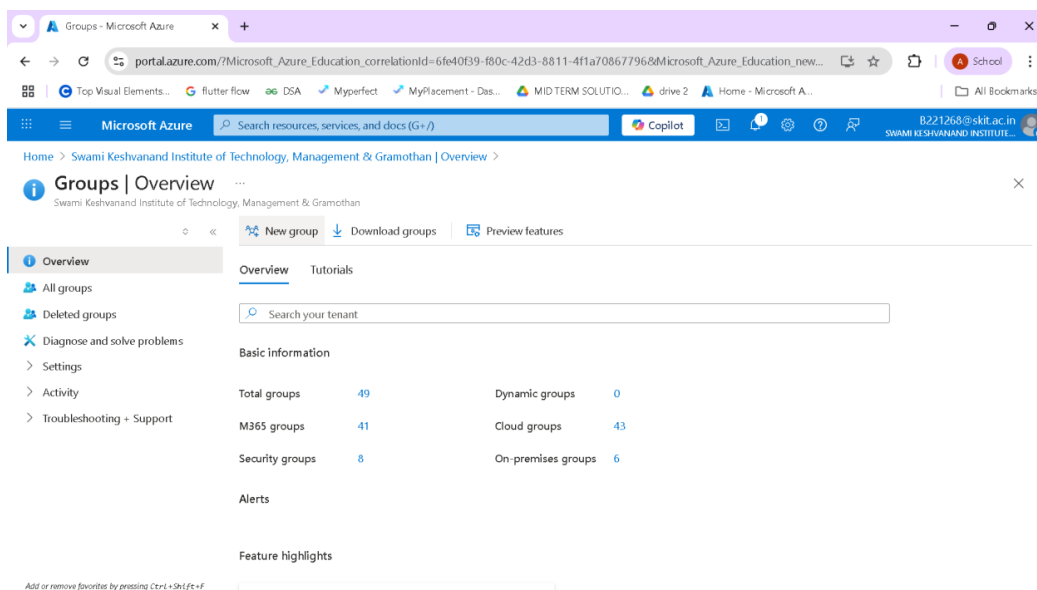 Groups - Microsoft Azure
portal.azure.com/?Microsoft_Azure_Education_correlationId=6fe40f39-f80c-42d3-8811-4f1a70867796&Microsoft_Azure_Education_new...
A School
Top Visual Elements... G flutter flow DSA Myperfect MyPlacement - Das... MID TERM SOLUTIO... drive 2 Home - Microsoft A... All Bookmarks
Microsoft Azure Search resources, services, and docs (G+/) Copilot 1 B221268@skit.ac.in
SWAMI KESHVANAND INSTITUTE...
Home > Swami Keshvanand Institute of Technology, Management & Gramothan | Overview >
Groups | Overview ...
Swami Keshvanand Institute of Technology, Management & Gramothan
New group Download groups Preview features
Overview
All groups
Deleted groups
Diagnose and solve problems
Settings
Activity
Troubleshooting + Support
Overview Tutorials
Search your tenant
Basic information
Total groups 49 Dynamic groups 0
M365 groups 41 Cloud groups 43
Security groups 8 On-premises groups 6
Alerts
Feature highlights
Add or remove favorites by pressing Ctrl+Shift+F